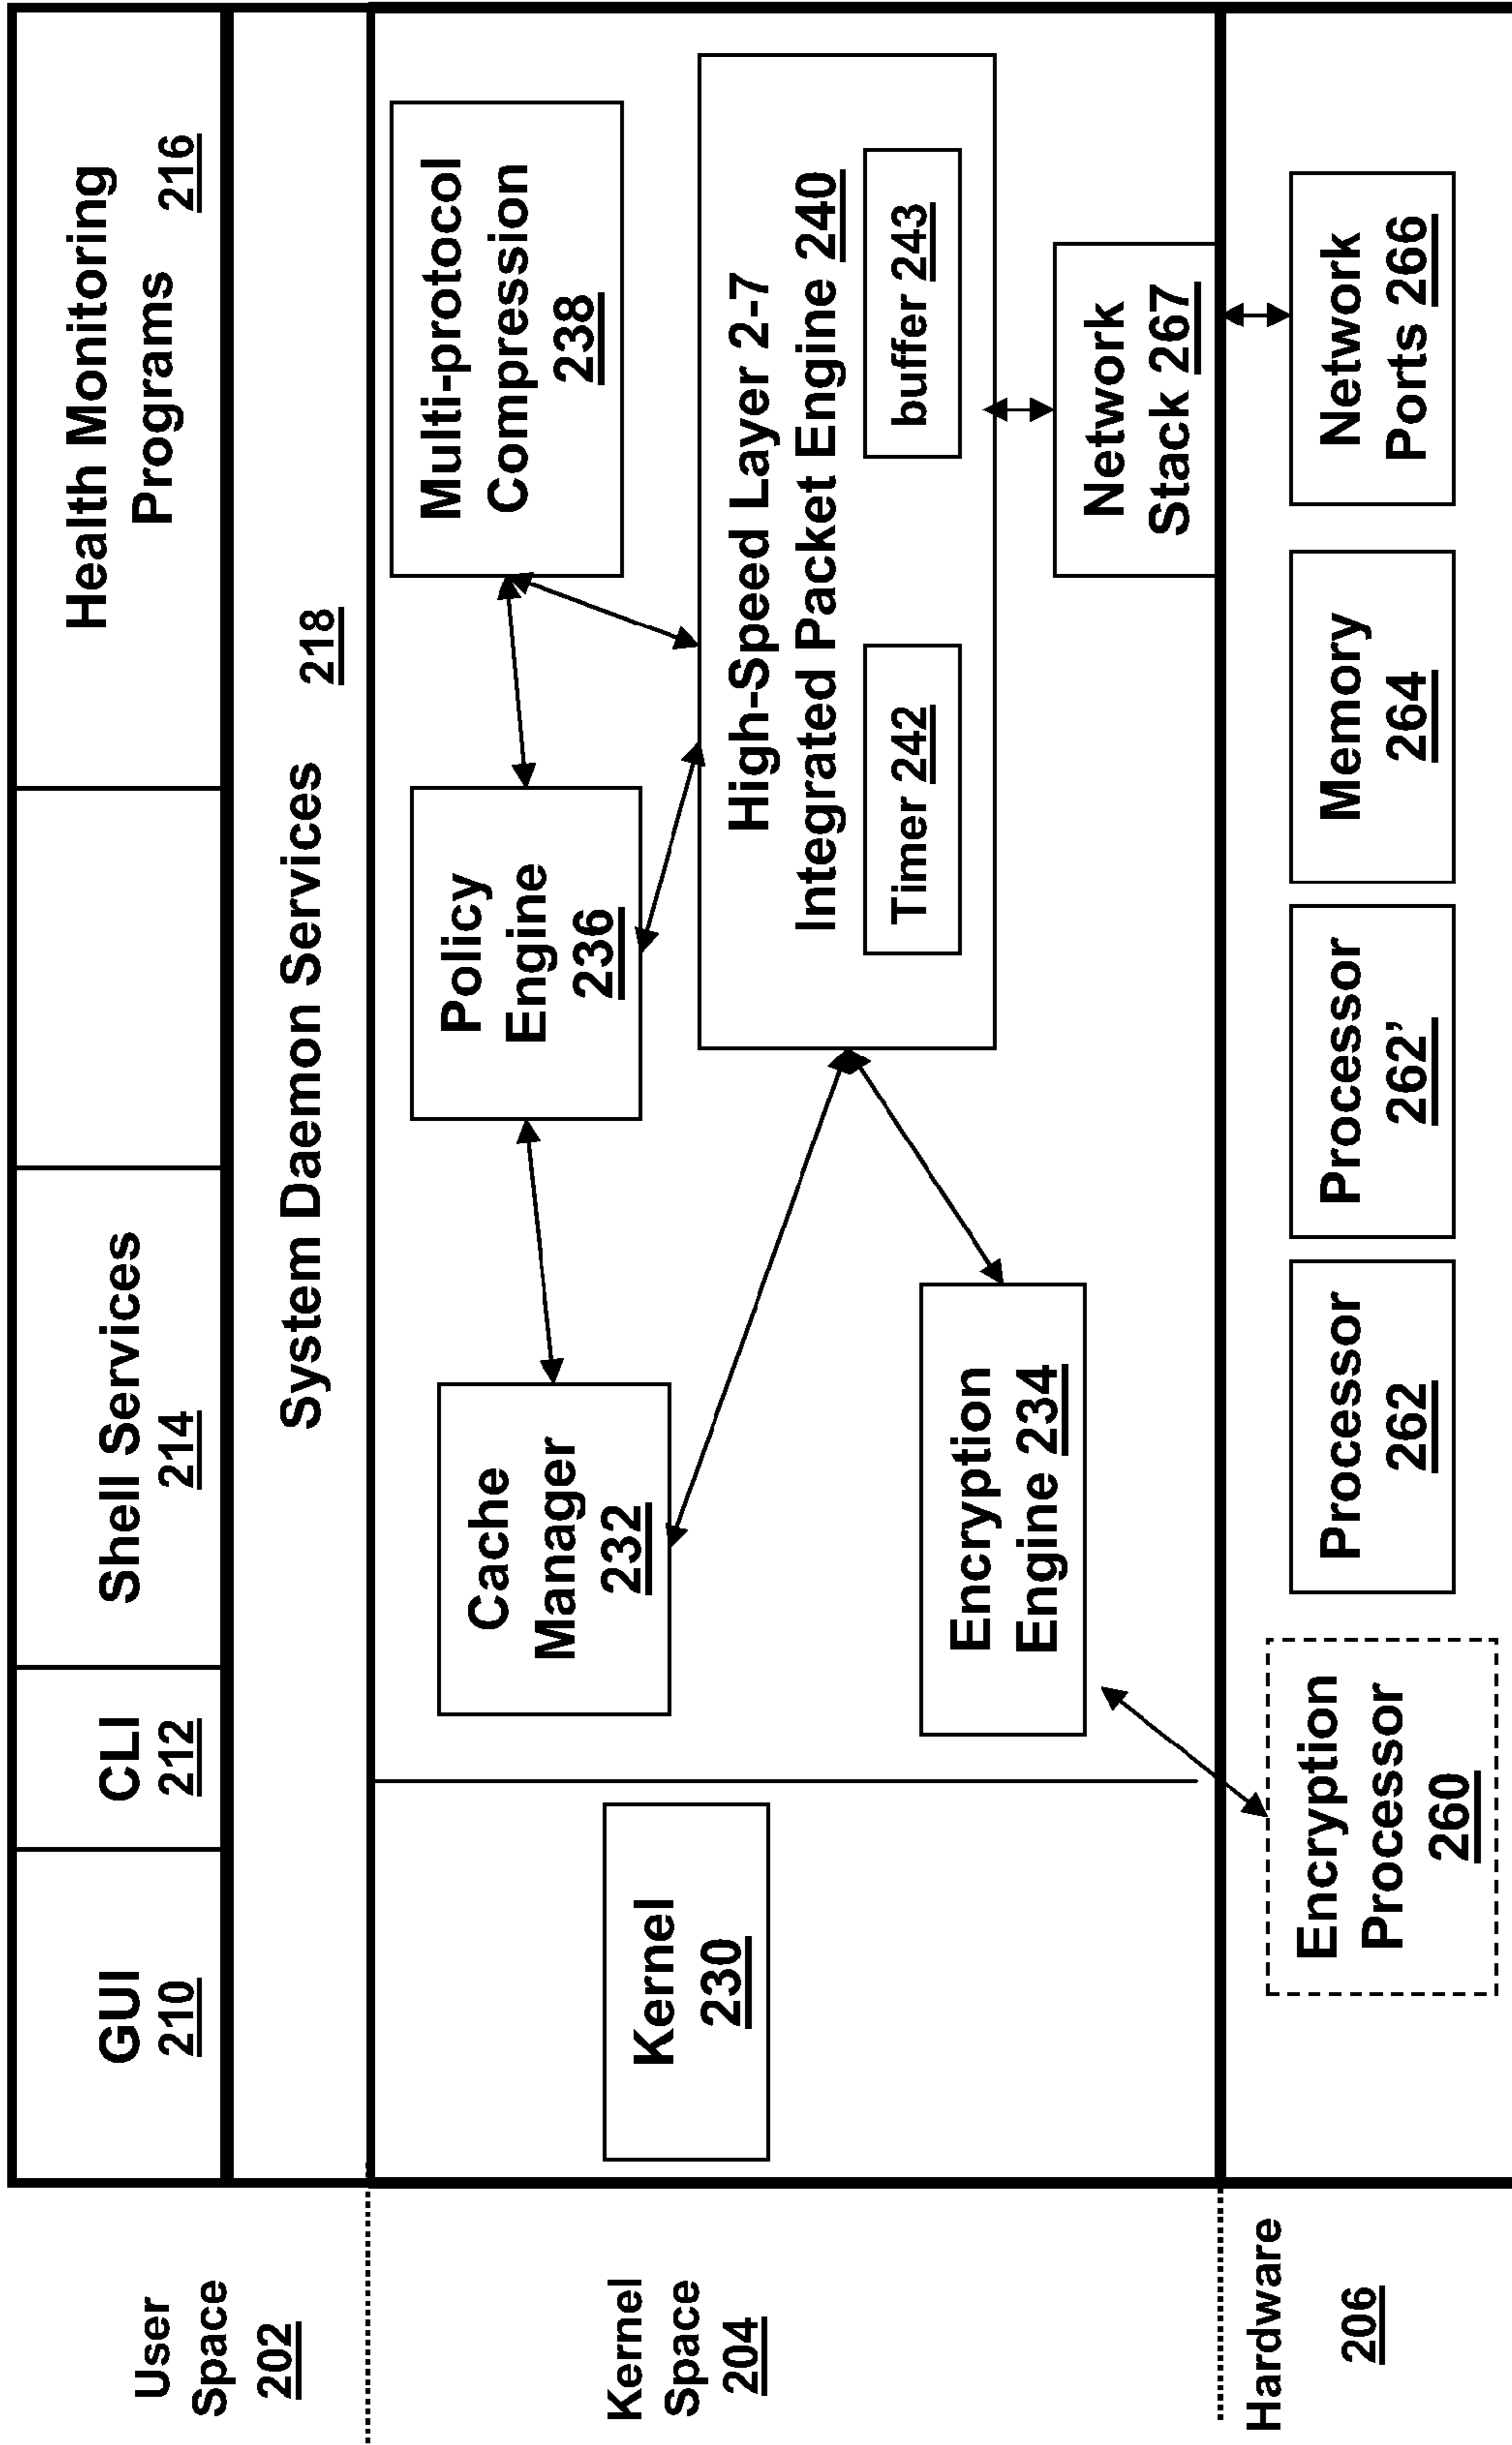 User
Space
202
GUI
210
CLI
212
Shell Services
214
Health Monitoring
Programs 216
System Daemon Services 218
Kernel
Space
204
Kernel
230
Cache
Manager
232
Policy
Engine
236
Multi-protocol
Compression
238
High-Speed Layer 2-7
Integrated Packet Engine 240
Timer 242
buffer 243
Encryption
Engine 234
Network
Stack 267
Hardware
206
Encryption
Processor
260
Processor
262
Processor
262’
Memory
264
Network
Ports 266